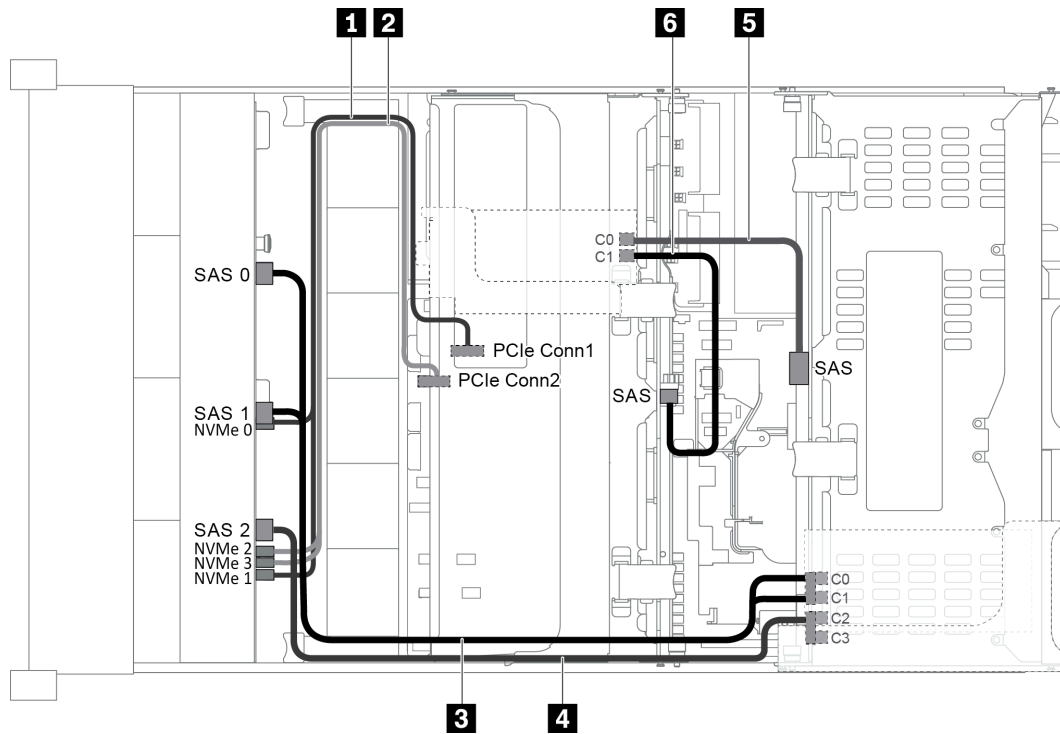 1 2 6 5
C0
C1
SAS 0
PCIe Conn1
SAS
PCIe Conn2
SAS
SAS 1
NVMe 0
SAS 2
NVMe 2
NVMe 3
NVMe 1
C0
C1
C2
C3
3 4